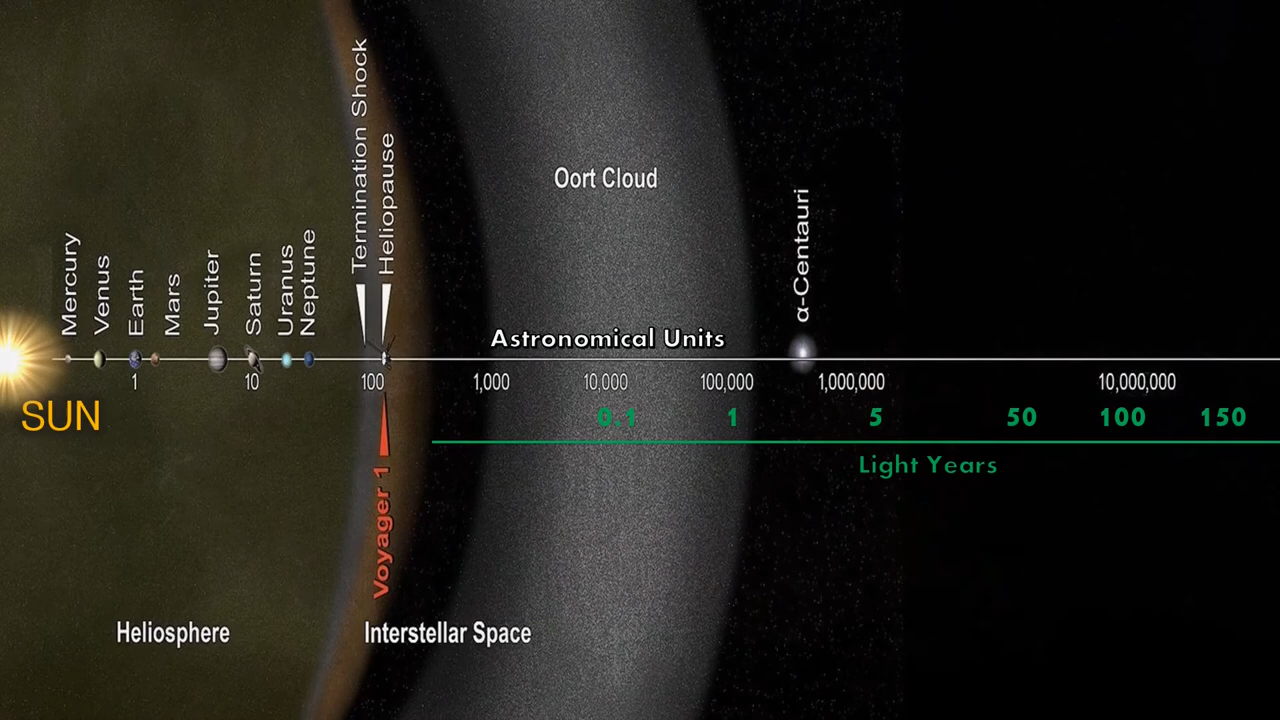 Termination Shock
Heliopause
Oort Cloud
α-Centauri
Mercury
Venus
Earth
Mars
Jupiter
Saturn
Uranus
Neptune
Astronomical Units
1
10
100
1,000
10,000
100,000
1,000,000
10,000,000
SUN
0.1
1
5
50
100
150
Light Years
Voyager 1
Heliosphere
Interstellar Space